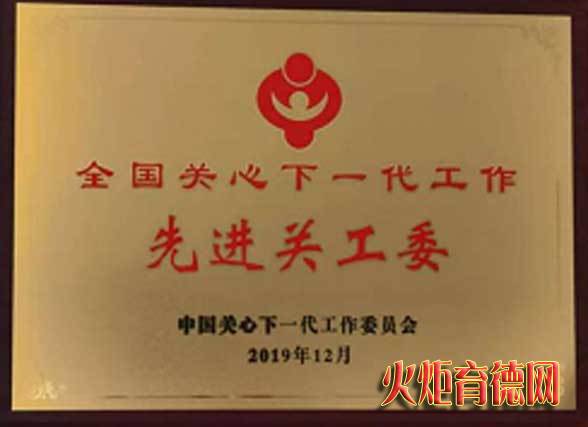 全国关心下一代工作
先进关工委
中国关心下一代工作委员会
2019年12月
火炬育德网